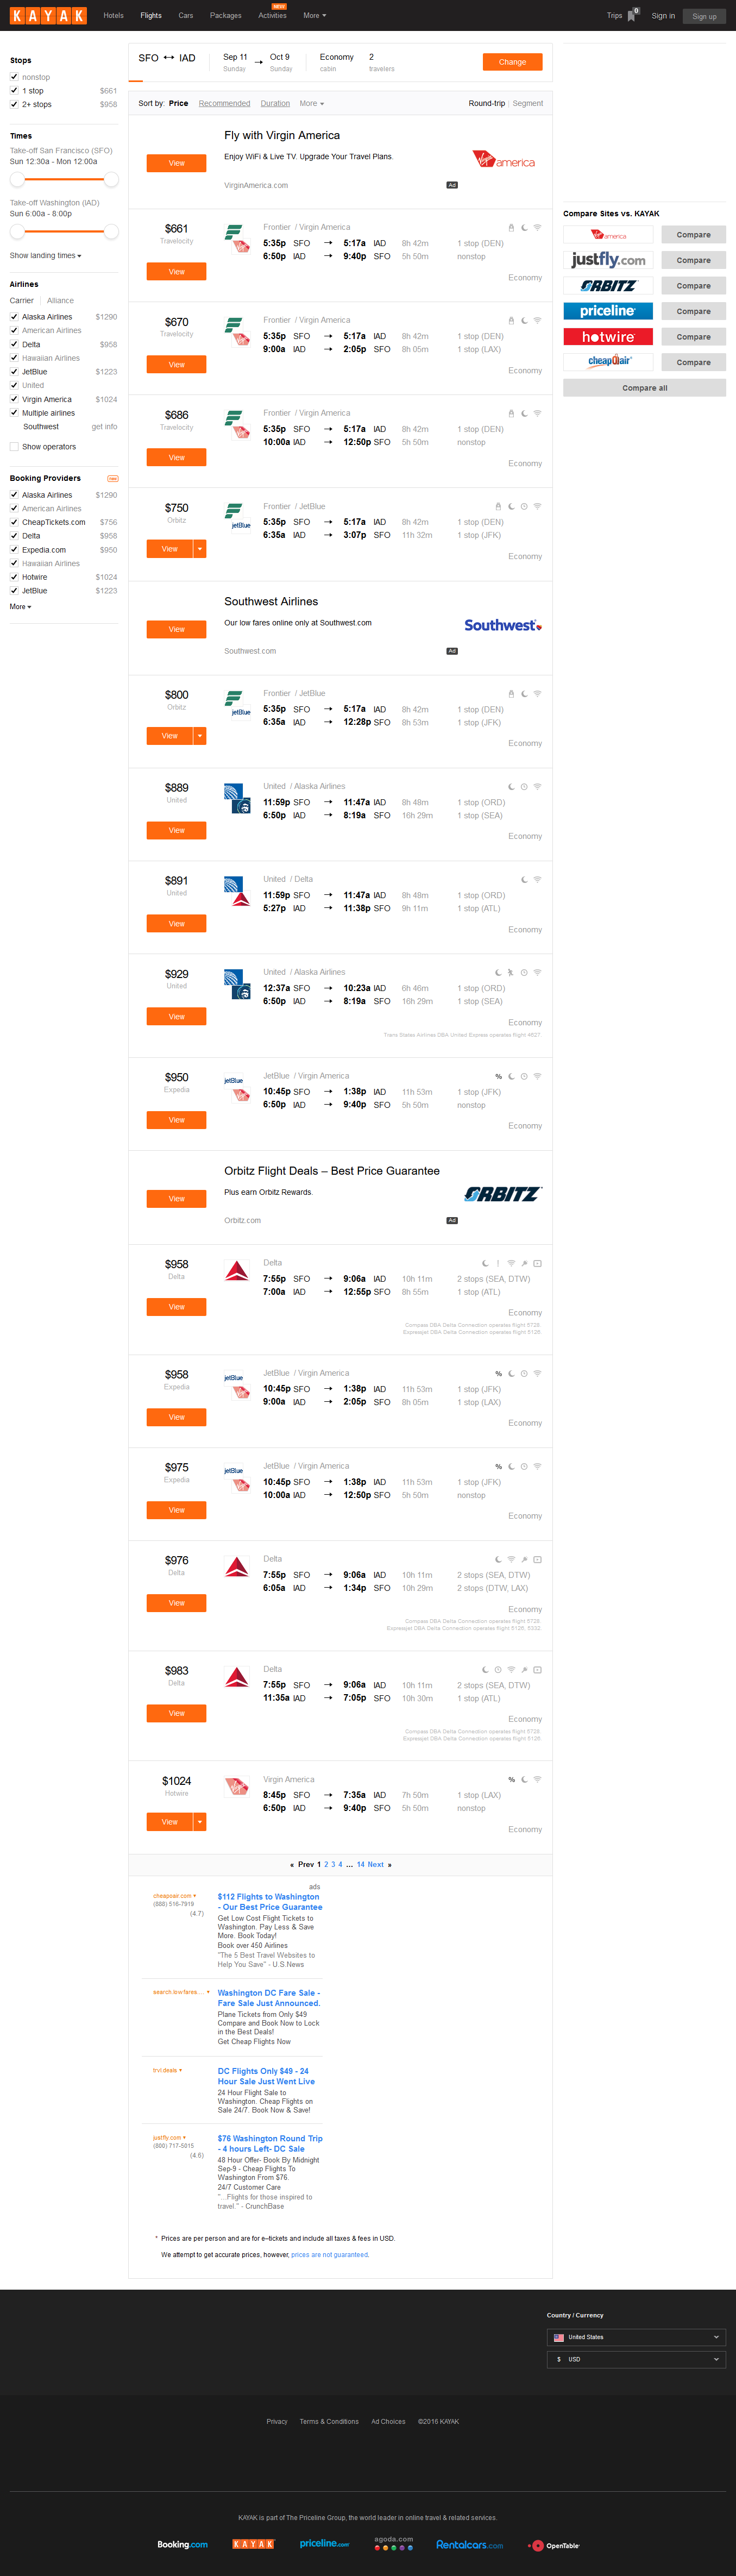 KAYAK
Hotels Flights Cars Packages Activities NEW More
Trips 0 Sign in Sign up
Stops
nonstop
1 stop $661
2+ stops $958
Times
Take-off San Francisco (SFO)
Sun 12:30a - Mon 12:00a
Take-off Washington (IAD)
Sun 6:00a - 8:00p
Show landing times
Airlines
Carrier Alliance
Alaska Airlines $1290
American Airlines
Delta $958
Hawaiian Airlines
JetBlue $1223
United
Virgin America $1024
Multiple airlines
Southwest get info
Show operators
Booking Providers
Alaska Airlines $1290
American Airlines
CheapTickets.com $756
Delta $958
Expedia.com $950
Hawaiian Airlines
Hotwire $1024
JetBlue $1223
More
SFO ↔ IAD
Sep 11 → Oct 9
Sunday Sunday
Economy 2
cabin travelers
Change
Sort by: Price Recommended Duration More
Round-trip Segment
Fly with Virgin America
View
Enjoy WiFi & Live TV. Upgrade Your Travel Plans.
america
VirginAmerica.com Ad
$661 Frontier / Virgin America
Travelocity 5:35p SFO → 5:17a IAD 8h 42m 1 stop (DEN)
6:50p IAD → 9:40p SFO 5h 50m nonstop
View
Economy
$670 Frontier / Virgin America
Travelocity 5:35p SFO → 5:17a IAD 8h 42m 1 stop (DEN)
9:00a IAD → 2:05p SFO 8h 05m 1 stop (LAX)
View
Economy
$686 Frontier / Virgin America
Travelocity 5:35p SFO → 5:17a IAD 8h 42m 1 stop (DEN)
10:00a IAD → 12:50p SFO 5h 50m nonstop
View
Economy
$750 Frontier / JetBlue
Orbitz 5:35p SFO → 5:17a IAD 8h 42m 1 stop (DEN)
jetBlue 6:35a IAD → 3:07p SFO 11h 32m 1 stop (JFK)
View
Economy
Southwest Airlines
View
Our low fares online only at Southwest.com
Southwest
Southwest.com Ad
$800 Frontier / JetBlue
Orbitz 5:35p SFO → 5:17a IAD 8h 42m 1 stop (DEN)
jetBlue 6:35a IAD → 12:28p SFO 8h 53m 1 stop (JFK)
View
Economy
$889 United / Alaska Airlines
United 11:59p SFO → 11:47a IAD 8h 48m 1 stop (ORD)
6:50p IAD → 8:19a SFO 16h 29m 1 stop (SEA)
View
Economy
$891 United / Delta
United 11:59p SFO → 11:47a IAD 8h 48m 1 stop (ORD)
5:27p IAD → 11:38p SFO 9h 11m 1 stop (ATL)
View
Economy
$929 United / Alaska Airlines
United 12:37a SFO → 10:23a IAD 6h 46m 1 stop (ORD)
6:50p IAD → 8:19a SFO 16h 29m 1 stop (SEA)
View
Economy
Trans States Airlines DBA United Express operates flight 4627.
$950 JetBlue / Virgin America %
Expedia jetBlue 10:45p SFO → 1:38p IAD 11h 53m 1 stop (JFK)
6:50p IAD → 9:40p SFO 5h 50m nonstop
View
Economy
Orbitz Flight Deals – Best Price Guarantee
View
Plus earn Orbitz Rewards.
ORBITZ
Orbitz.com Ad
$958 Delta
Delta 7:55p SFO → 9:06a IAD 10h 11m 2 stops (SEA, DTW)
7:00a IAD → 12:55p SFO 8h 55m 1 stop (ATL)
View
Economy
Compass DBA Delta Connection operates flight 5728.
Expressjet DBA Delta Connection operates flight 5126.
$958 JetBlue / Virgin America %
Expedia jetBlue 10:45p SFO → 1:38p IAD 11h 53m 1 stop (JFK)
9:00a IAD → 2:05p SFO 8h 05m 1 stop (LAX)
View
Economy
$975 JetBlue / Virgin America %
Expedia jetBlue 10:45p SFO → 1:38p IAD 11h 53m 1 stop (JFK)
10:00a IAD → 12:50p SFO 5h 50m nonstop
View
Economy
$976 Delta
Delta 7:55p SFO → 9:06a IAD 10h 11m 2 stops (SEA, DTW)
6:05a IAD → 1:34p SFO 10h 29m 2 stops (DTW, LAX)
View
Economy
Compass DBA Delta Connection operates flight 5728.
Expressjet DBA Delta Connection operates flight 5126, 5332.
$983 Delta
Delta 7:55p SFO → 9:06a IAD 10h 11m 2 stops (SEA, DTW)
11:35a IAD → 7:05p SFO 10h 30m 1 stop (ATL)
View
Economy
Compass DBA Delta Connection operates flight 5728.
Expressjet DBA Delta Connection operates flight 5126.
$1024 Virgin America %
Hotwire 8:45p SFO → 7:35a IAD 7h 50m 1 stop (LAX)
6:50p IAD → 9:40p SFO 5h 50m nonstop
View
Economy
« Prev 1 2 3 4 ... 14 Next »
ads
cheapoair.com
(888) 516-7919
(4.7)
$112 Flights to Washington
- Our Best Price Guarantee
Get Low Cost Flight Tickets to
Washington. Pay Less & Save
More. Book Today!
Book over 450 Airlines
"The 5 Best Travel Websites to
Help You Save" - U.S.News
search.lowfares....
Washington DC Fare Sale -
Fare Sale Just Announced.
Plane Tickets from Only $49
Compare and Book Now to Lock
in the Best Deals!
Get Cheap Flights Now
trvl.deals
DC Flights Only $49 - 24
Hour Sale Just Went Live
24 Hour Flight Sale to
Washington. Cheap Flights on
Sale 24/7. Book Now & Save!
justfly.com
(800) 717-5015
(4.6)
$76 Washington Round Trip
- 4 hours Left- DC Sale
48 Hour Offer- Book By Midnight
Sep-9 - Cheap Flights To
Washington From $76.
24/7 Customer Care
"...Flights for those inspired to
travel." - CrunchBase
* Prices are per person and are for e-tickets and include all taxes & fees in USD.
We attempt to get accurate prices, however, prices are not guaranteed.
Compare Sites vs. KAYAK
america Compare
justfly.com Compare
ORBITZ Compare
priceline Compare
hotwire Compare
cheapOair Compare
Compare all
Country / Currency
United States
$ USD
Privacy Terms & Conditions Ad Choices ©2016 KAYAK
KAYAK is part of The Priceline Group, the world leader in online travel & related services.
Booking.com KAYAK priceline.com agoda.com Rentalcars.com OpenTable